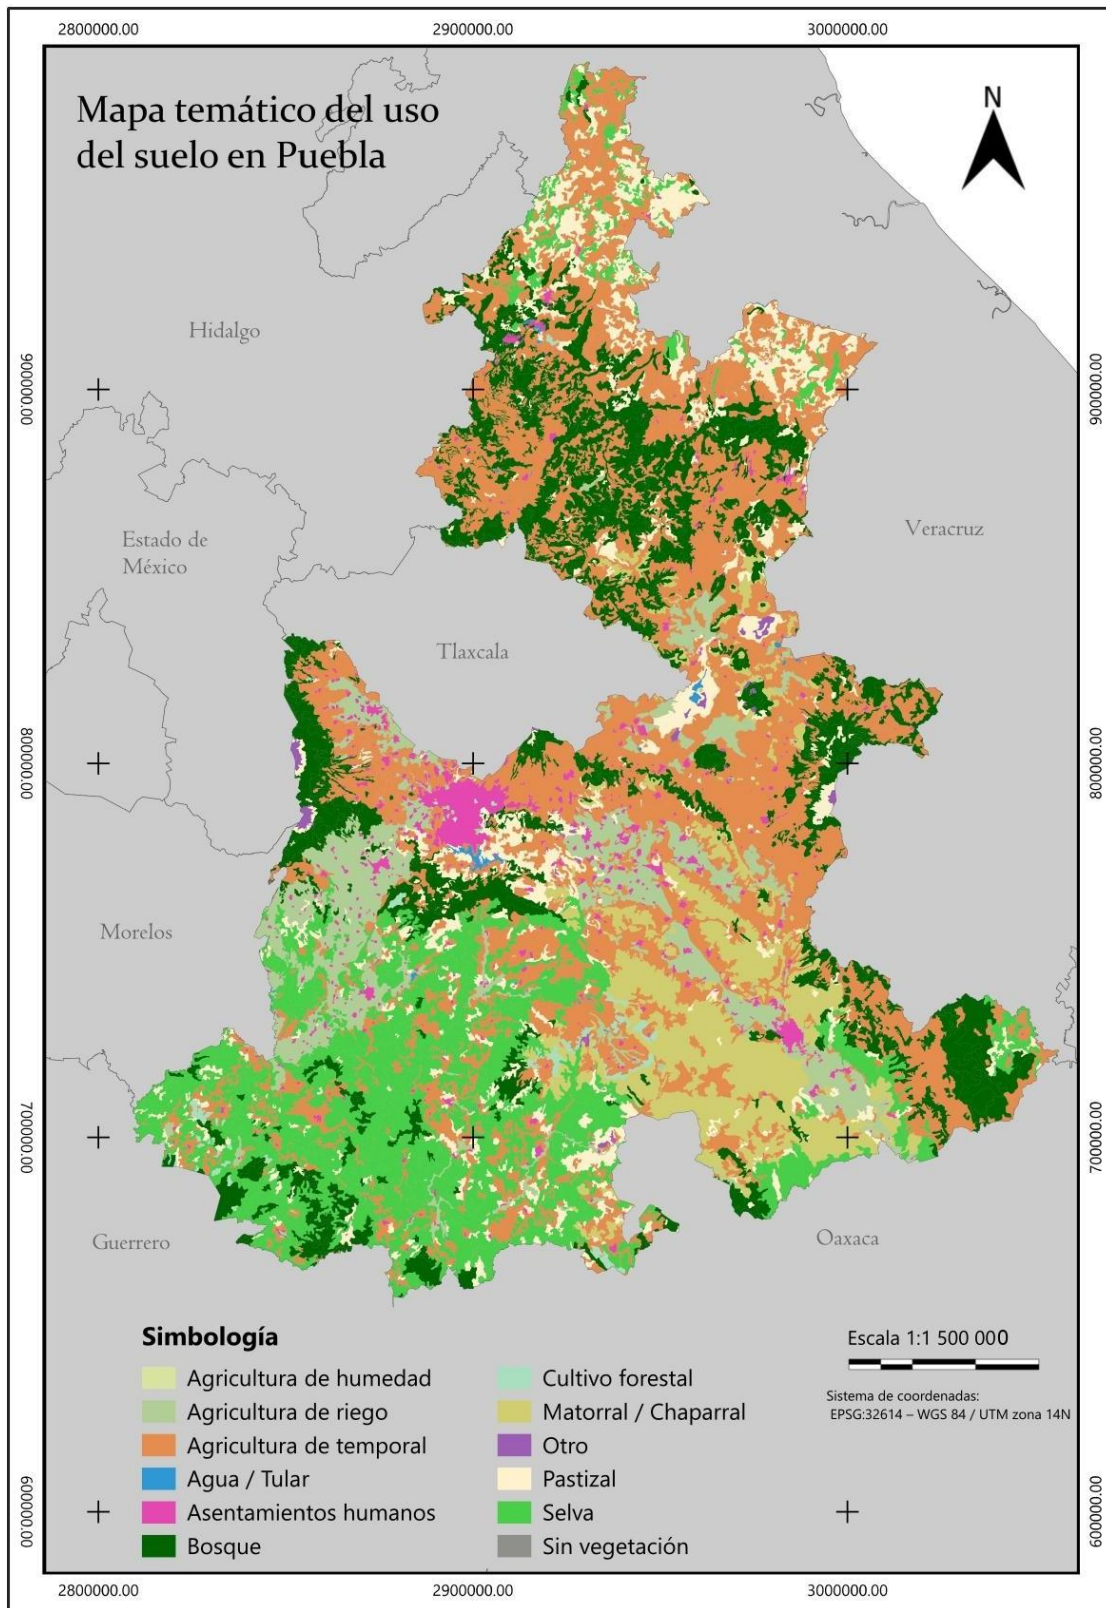 2800000.00
2900000.00
3000000.00
Mapa temático del uso
del suelo en Puebla
N
Hidalgo
900000.00
900000.00
Estado de
México
Veracruz
Tlaxcala
800000.00
800000.00
Morelos
700000.00
700000.00
Guerrero
Oaxaca
Simbología
Agricultura de humedad
Agricultura de riego
Agricultura de temporal
Agua / Tular
Asentamientos humanos
Bosque
Cultivo forestal
Matorral / Chaparral
Otro
Pastizal
Selva
Sin vegetación
Escala 1:1 500 000
Sistema de coordenadas:
EPSG:32614 – WGS 84 / UTM zona 14N
600000.00
600000.00
2800000.00
2900000.00
3000000.00